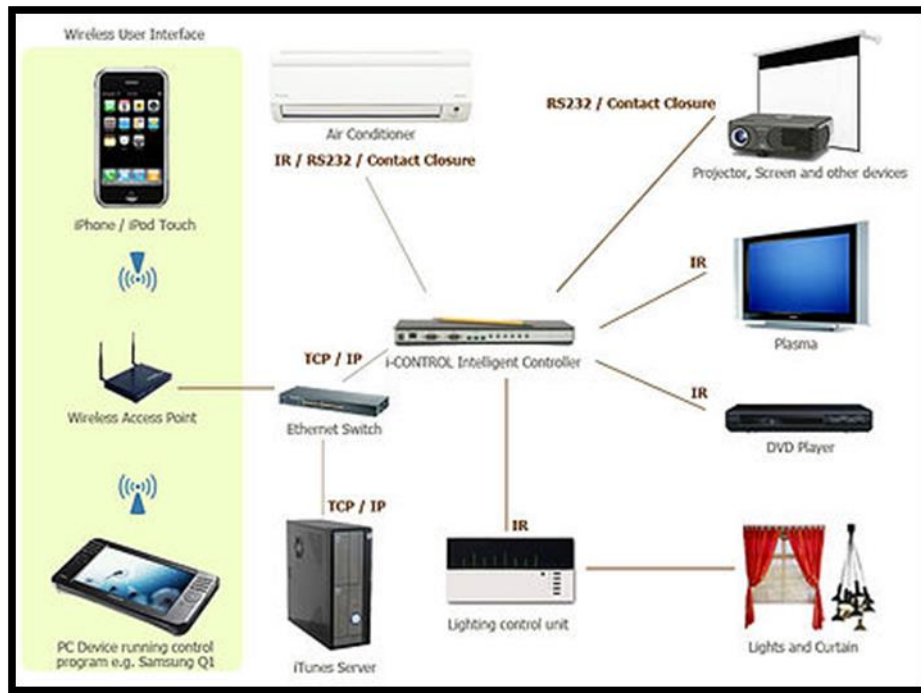 Wireless User Interface
iPhone / iPod Touch
Wireless Access Point
PC Device running control
program e.g. Samsung Q1
Air Conditioner
IR / RS232 / Contact Closure
RS232 / Contact Closure
Projector, Screen and other devices
IR
Plasma
i-CONTROL Intelligent Controller
TCP / IP
Ethernet Switch
IR
DVD Player
TCP / IP
iTunes Server
IR
Lighting control unit
Lights and Curtain